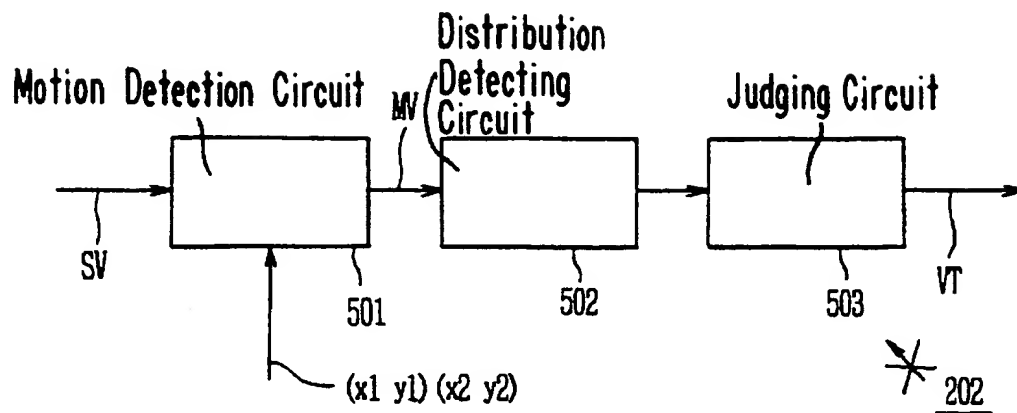 Distribution
Detecting
Circuit
Motion Detection Circuit
MV
Judging Circuit
SV
501
502
503
VT
(x1 y1) (x2 y2)
202